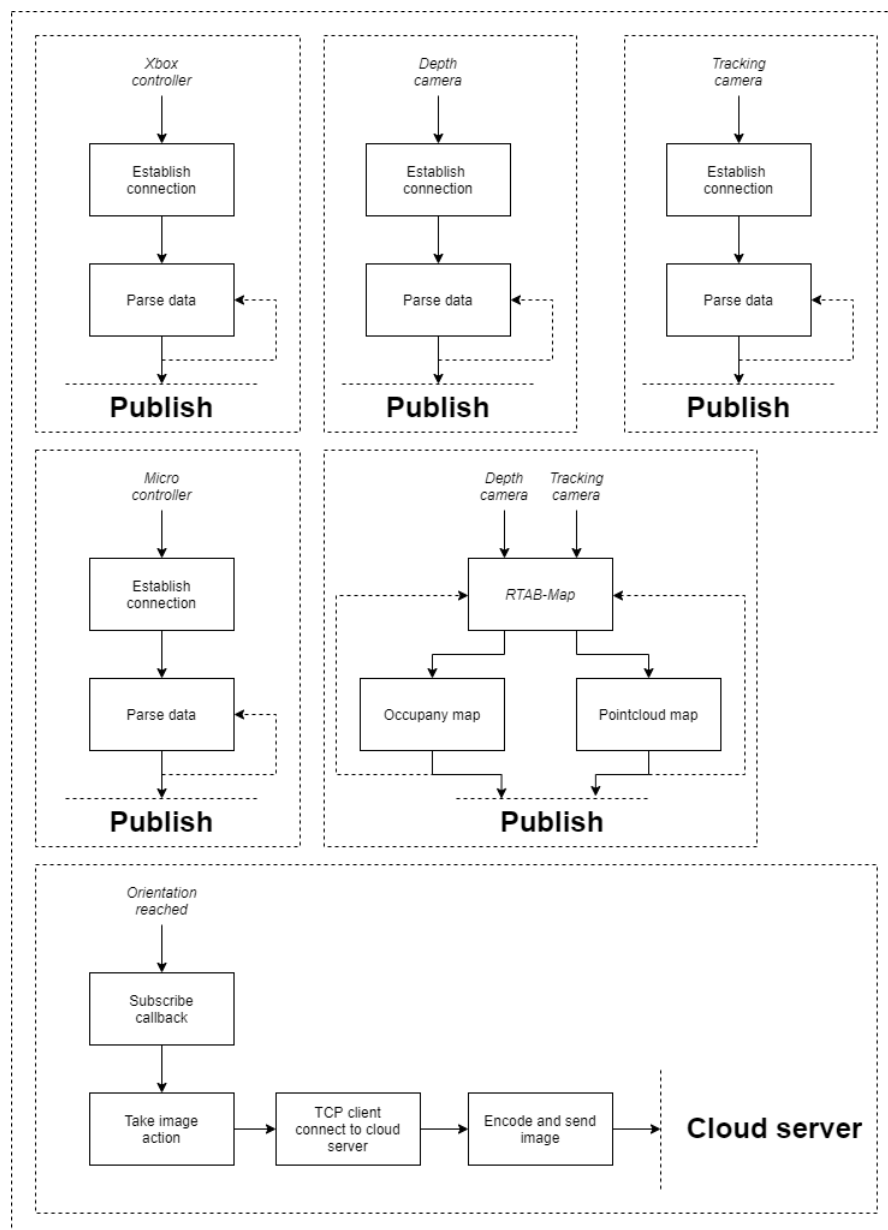 Xbox
controller
Establish
connection
Parse data
Publish
Depth
camera
Establish
connection
Parse data
Publish
Tracking
camera
Establish
connection
Parse data
Publish
Micro
controller
Establish
connection
Parse data
Publish
Depth
camera
Tracking
camera
RTAB-Map
Occupany map
Pointcloud map
Publish
Orientation
reached
Subscribe
callback
Take image
action
TCP client
connect to cloud
server
Encode and send
image
Cloud server